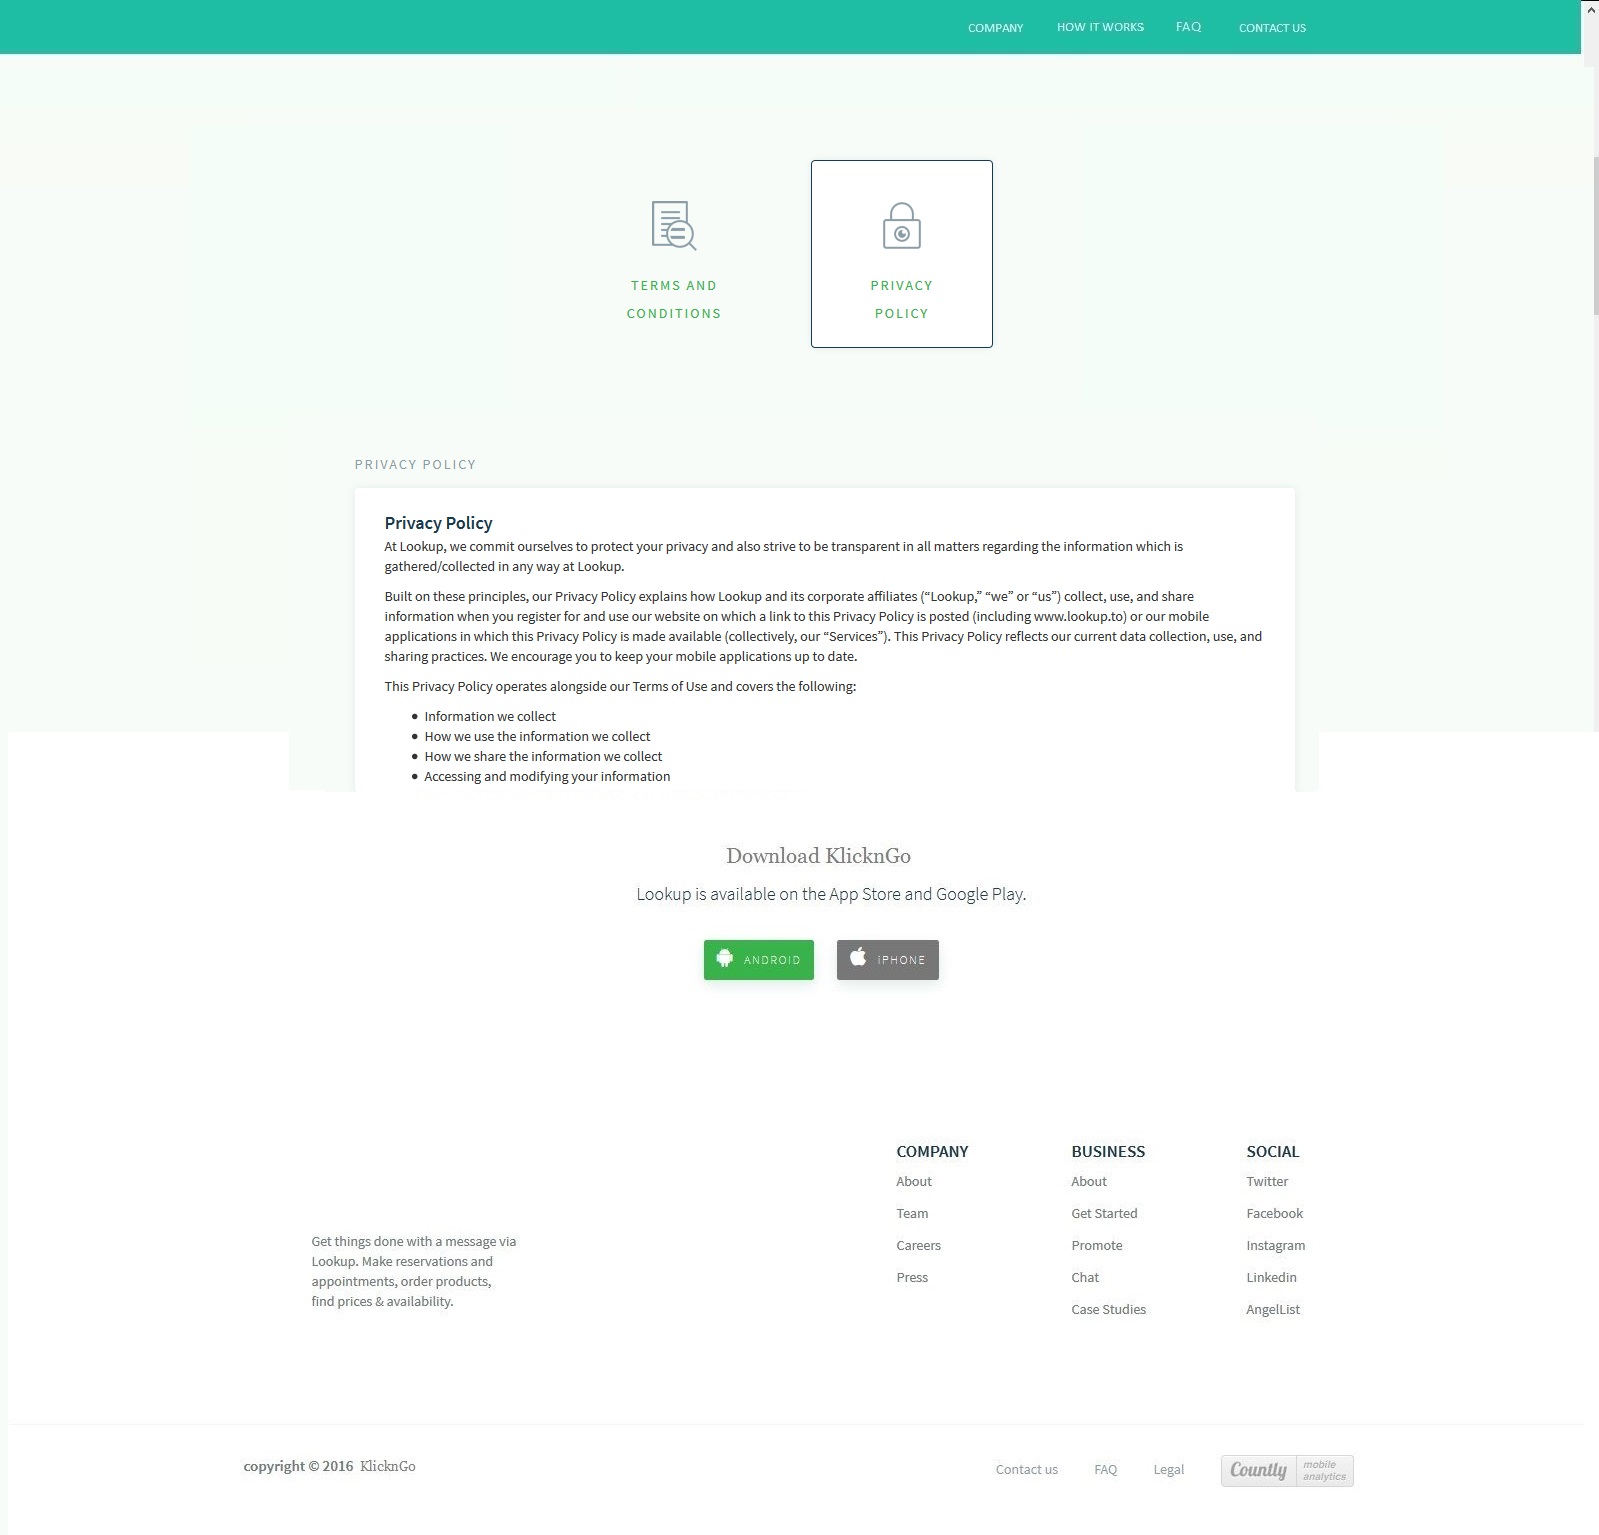 COMPANY HOW IT WORKS FAQ CONTACT US
TERMS AND
CONDITIONS
PRIVACY
POLICY
PRIVACY POLICY
Privacy Policy
At Lookup, we commit ourselves to protect your privacy and also strive to be transparent in all matters regarding the information which is
gathered/collected in any way at Lookup.
Built on these principles, our Privacy Policy explains how Lookup and its corporate affiliates (“Lookup,” “we” or “us”) collect, use, and share
information when you register for and use our website on which a link to this Privacy Policy is posted (including www.lookup.to) or our mobile
applications in which this Privacy Policy is made available (collectively, our “Services”). This Privacy Policy reflects our current data collection, use, and
sharing practices. We encourage you to keep your mobile applications up to date.
This Privacy Policy operates alongside our Terms of Use and covers the following:
• Information we collect
• How we use the information we collect
• How we share the information we collect
• Accessing and modifying your information
Download KlicknGo
Lookup is available on the App Store and Google Play.
ANDROID
iPHONE
Get things done with a message via
Lookup. Make reservations and
appointments, order products,
find prices & availability.
COMPANY
About
Team
Careers
Press
BUSINESS
About
Get Started
Promote
Chat
Case Studies
SOCIAL
Twitter
Facebook
Instagram
Linkedin
AngelList
copyright © 2016 KlicknGo
Contact us FAQ Legal
Countly
mobile
analytics